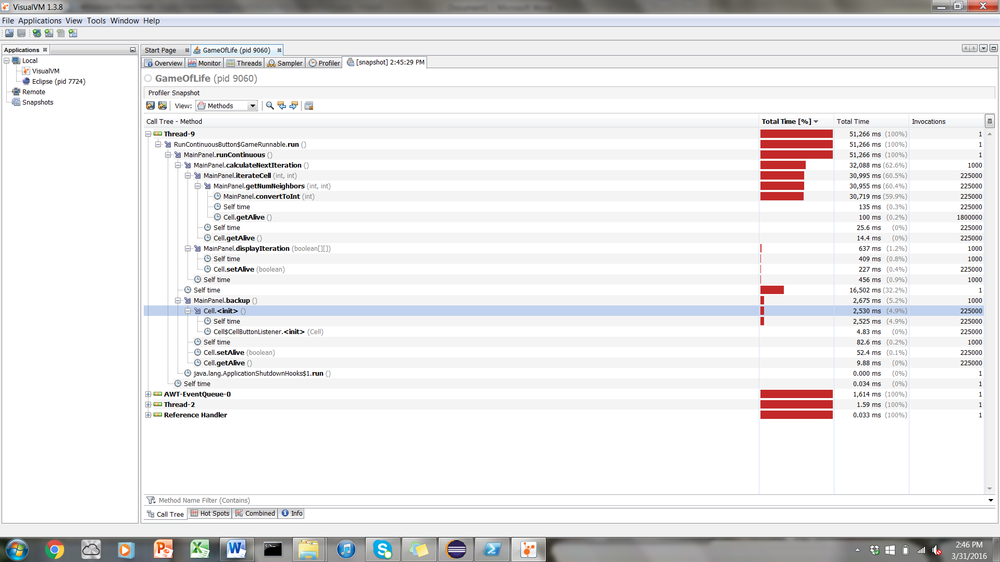 VisualVM 1.3.8
File Applications View Tools Window Help
Applications
Local
VisualVM
Eclipse (pid 7724)
Remote
Snapshots
Start Page GameOfLife (pid 9060)
Overview Monitor Threads Sampler Profiler [snapshot] 2:45:29 PM
GameOfLife (pid 9060)
Profiler Snapshot
View: Methods
Call Tree - Method Total Time [%] Total Time Invocations
Thread-9 51,266 ms (100%) 1
RunContinuousButton$GameRunnable.run () 51,266 ms (100%) 1
MainPanel.runContinuous () 51,266 ms (100%) 1
MainPanel.calculateNextIteration () 32,088 ms (62.6%) 1000
MainPanel.iterateCell (int, int) 30,995 ms (60.5%) 225000
MainPanel.getNumNeighbors (int, int) 30,955 ms (60.4%) 225000
MainPanel.convertToInt (int) 30,719 ms (59.9%) 225000
Self time 135 ms (0.3%) 225000
Cell.getAlive () 100 ms (0.2%) 1800000
Self time 25.6 ms (0%) 225000
Cell.getAlive () 14.4 ms (0%) 225000
MainPanel.displayIteration (boolean[][]) 637 ms (1.2%) 1000
Self time 409 ms (0.8%) 1000
Cell.setAlive (boolean) 227 ms (0.4%) 225000
Self time 456 ms (0.9%) 1000
Self time 16,502 ms (32.2%) 1
MainPanel.backup () 2,675 ms (5.2%) 1000
Cell.<init> () 2,530 ms (4.9%) 225000
Self time 2,525 ms (4.9%) 225000
Cell$CellButtonListener.<init> (Cell) 4.83 ms (0%) 225000
Self time 82.6 ms (0.2%) 1000
Cell.setAlive (boolean) 52.4 ms (0.1%) 225000
Cell.getAlive () 9.88 ms (0%) 225000
java.lang.ApplicationShutdownHooks$1.run () 0.000 ms (0%) 1
Self time 0.034 ms (0%) 1
AWT-EventQueue-0 1,614 ms (100%) 1
Thread-2 1.59 ms (100%) 1
Reference Handler 0.033 ms (100%) 1
Method Name Filter (Contains)
Call Tree Hot Spots Combined Info
2:46 PM
3/31/2016